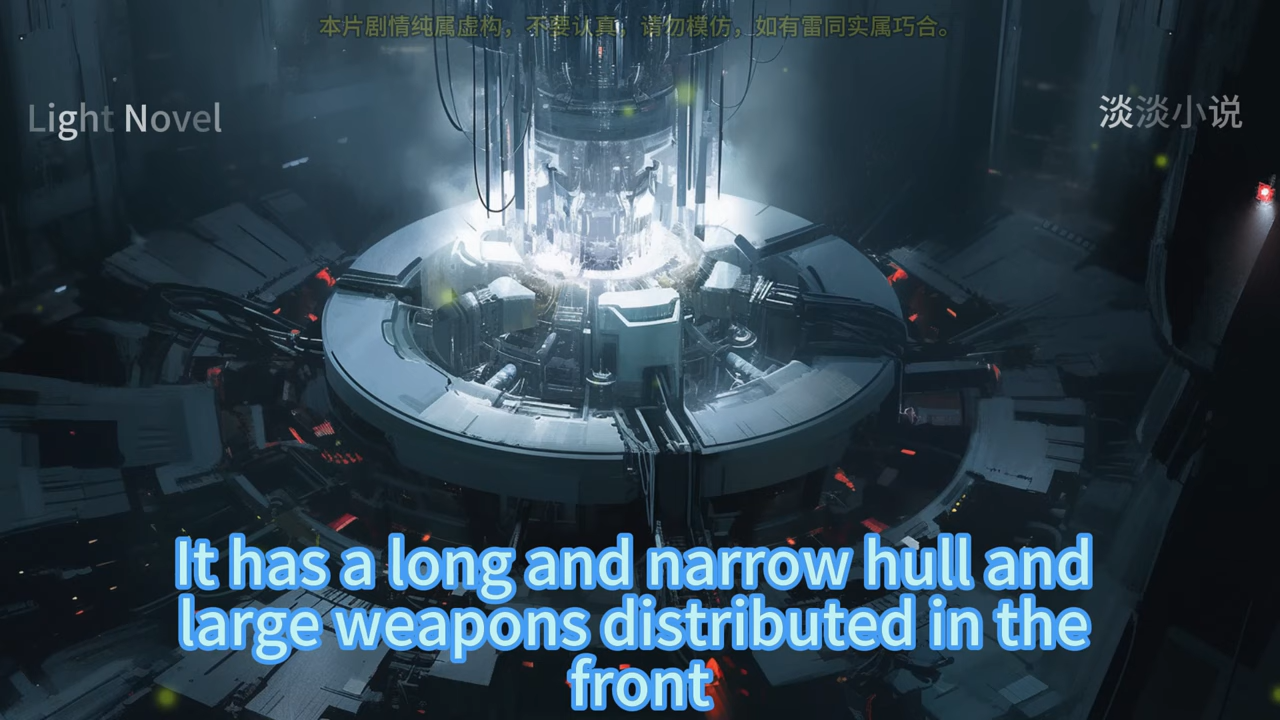 本片剧情纯属虚构，不要认真，请勿模仿，如有雷同实属巧合。
Light Novel
淡淡小说
It has a long and narrow hull and
large weapons distributed in the
front